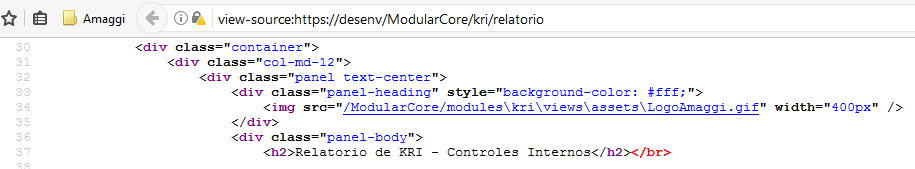 Amaggi
view-source:https://desenv/ModularCore/kri/relatorio
30 <div class="container">
31 <div class="col-md-12">
32 <div class="panel text-center">
33 <div class="panel-heading" style="background-color: #fff;">
34 <img src="/ModularCore/modules\kri\views\assets\LogoAmaggi.gif" width="400px" />
35 </div>
36 <div class="panel-body">
37 <h2>Relatorio de KRI - Controles Internos</h2></br>
38